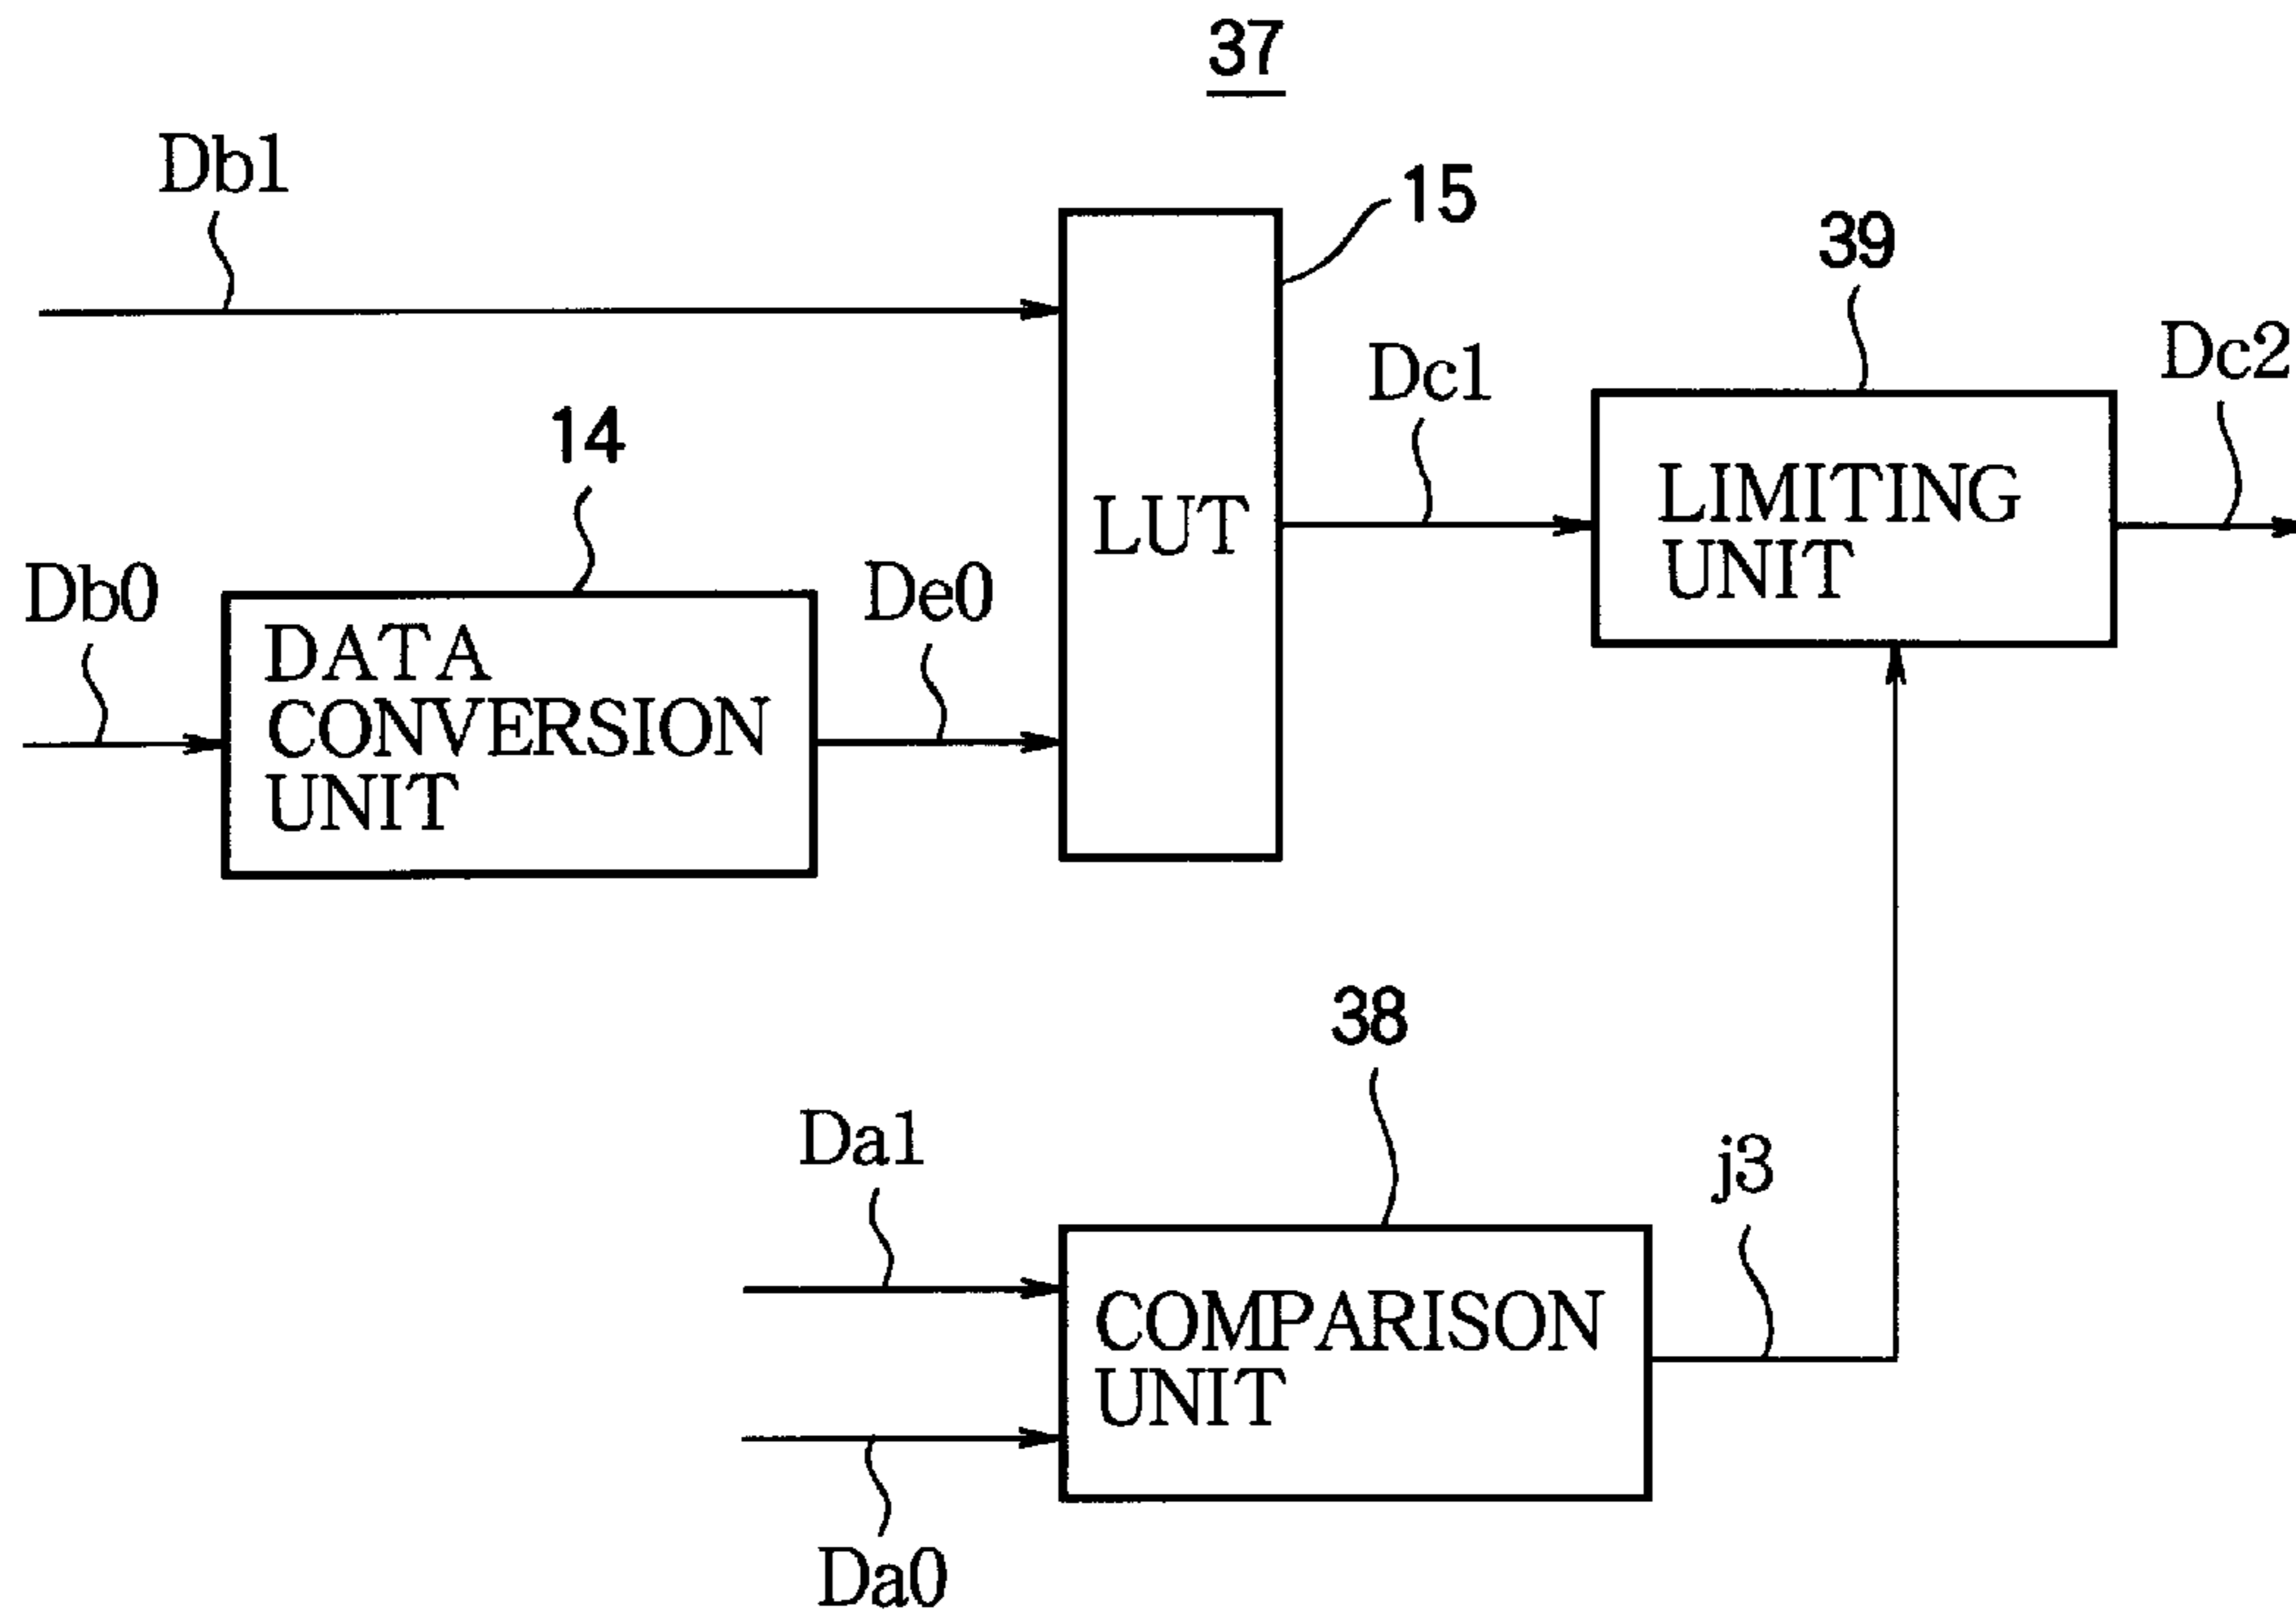 37
Db1
15
39
Dc1
Dc2
14
LUT
LIMITING
UNIT
Db0
De0
DATA
CONVERSION
UNIT
38
Da1
j3
COMPARISON
UNIT
Da0